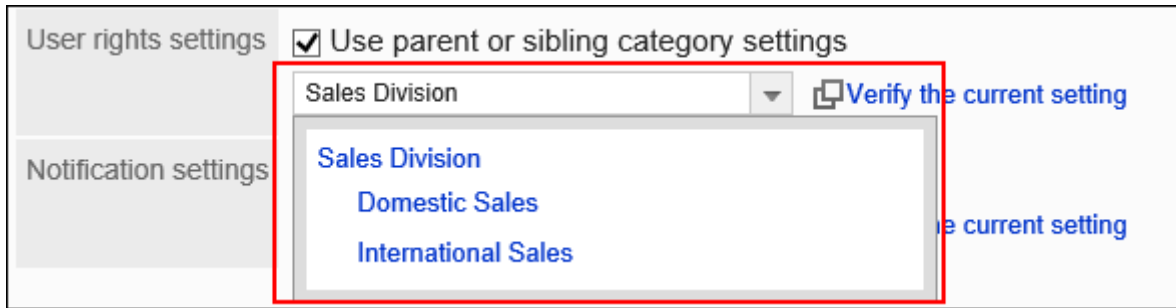 User rights settings
Use parent or sibling category settings
Sales Division
Verify the current setting
Sales Division
Domestic Sales
International Sales
Notification settings
current setting